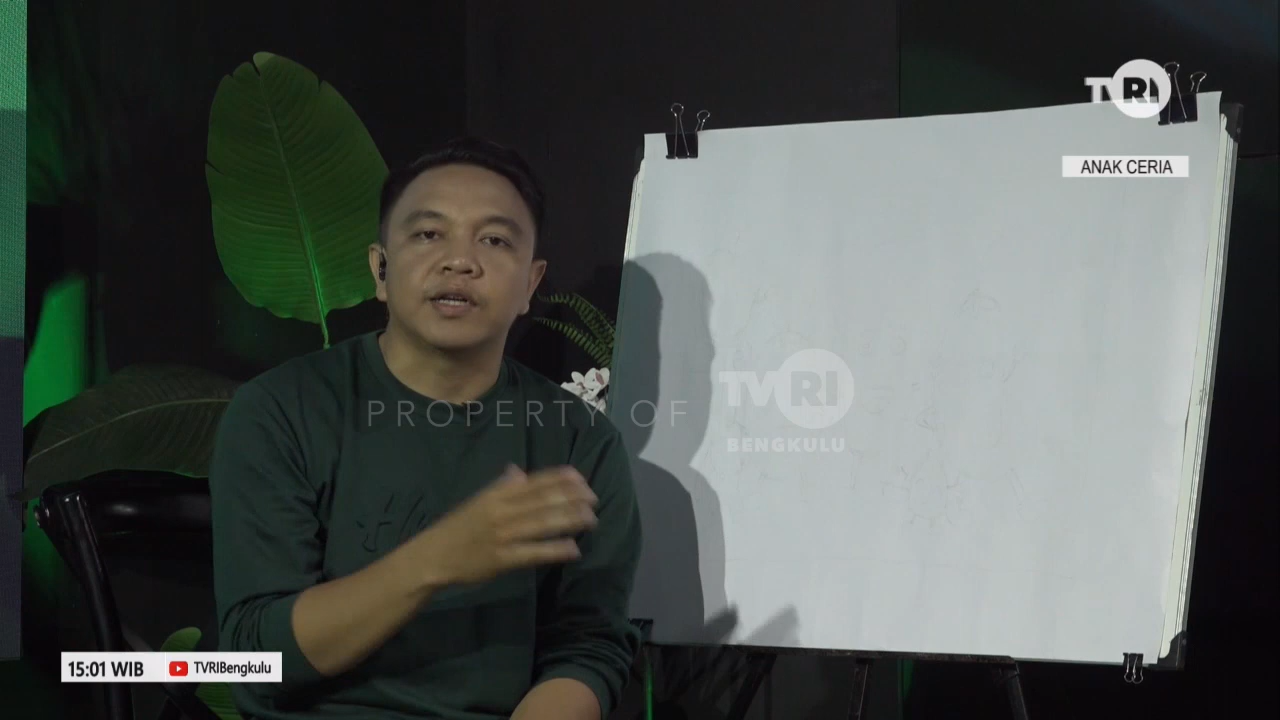 TVRI
ANAK CERIA
PROPERTY OF TVRI
BENGKULU
15:01 WIB TVRIBengkulu